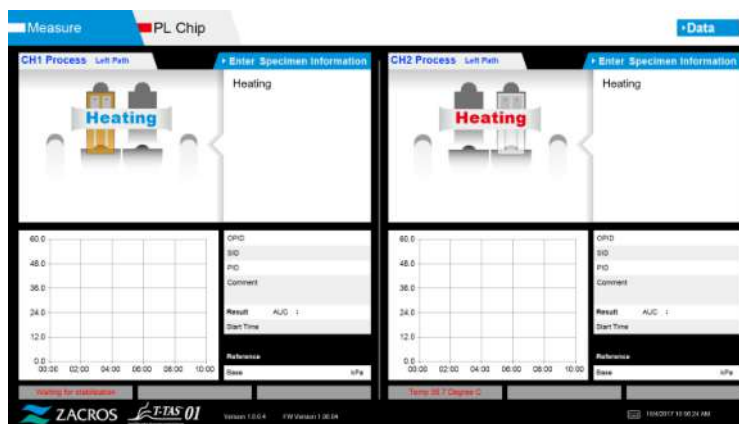 Measure
PL Chip
Data
CH1 Process Left Path
Enter Specimen Information
Heating
Heating
60.0
48.0
36.0
24.0
12.0
0.0
00:00 02:00 04:00 06:00 08:00 10:00
OPID
SID
PID
Comment
Result AUC :
Start Time
Reference
Base kPa
Waiting for stabilization
CH2 Process Left Path
Enter Specimen Information
Heating
Heating
60.0
48.0
36.0
24.0
12.0
0.0
00:00 02:00 04:00 06:00 08:00 10:00
OPID
SID
PID
Comment
Result AUC :
Start Time
Reference
Base kPa
Degree C
ZACROS T-TAS 01